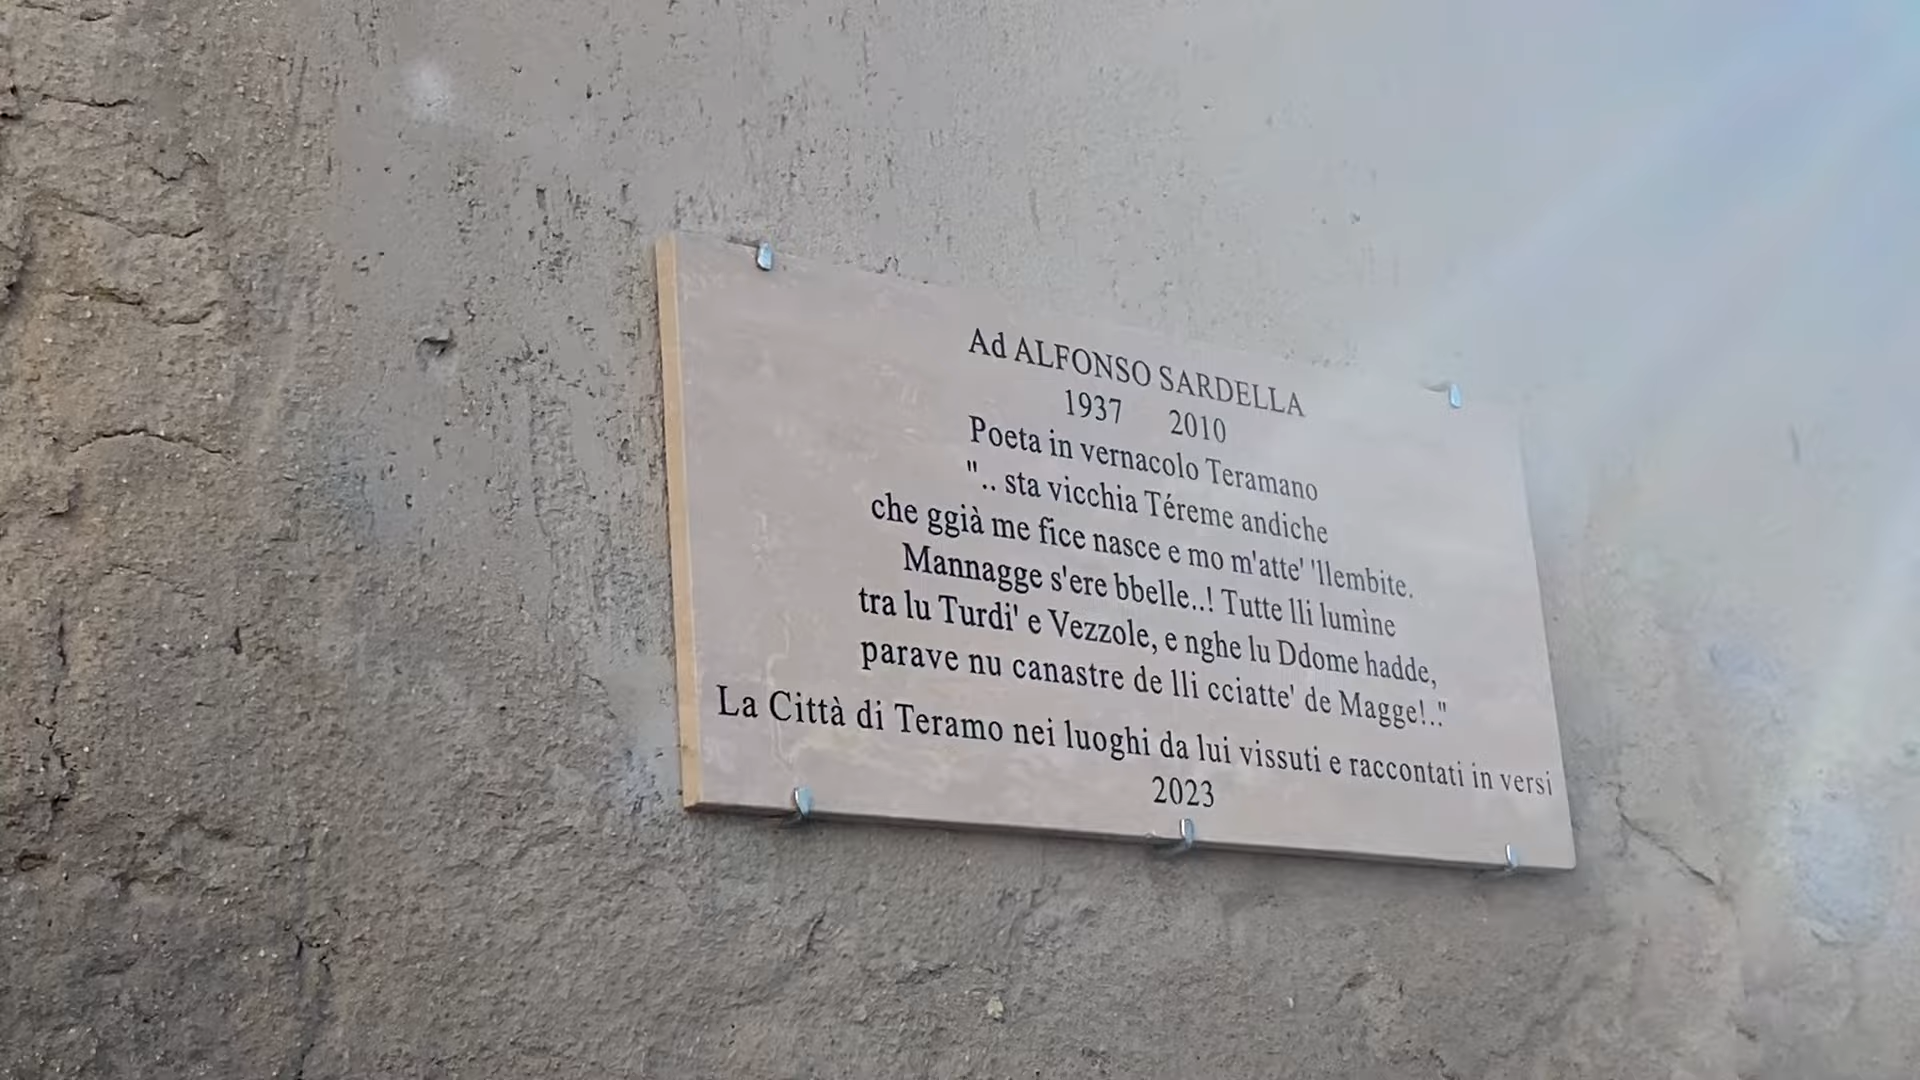 Ad ALFONSO SARDELLA
1937 2010
Poeta in vernacolo Teramano
".. sta vicchia Téreme andiche
che ggià me fice nasce e mo m'atte' 'llembite.
Mannagge s'ere bbelle..! Tutte lli lumine
tra lu Turdi' e Vezzole, e nghe lu Ddome hadde,
parave nu canastre de lli cciatte' de Magge!.."
La Città di Teramo nei luoghi da lui vissuti e raccontati in versi
2023